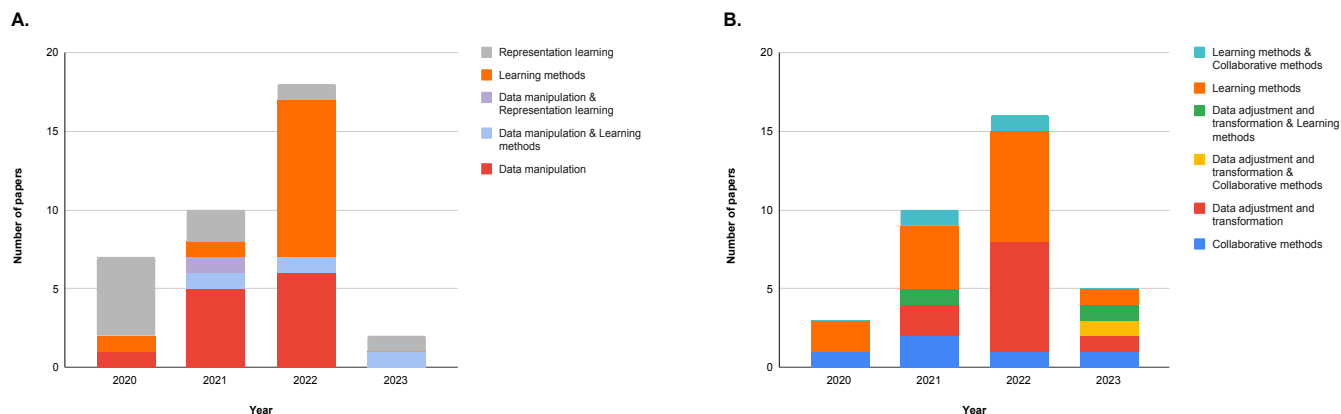 A.
Number of papers
20
15
10
5
0
2020
2021
2022
2023
Year
Representation learning
Learning methods
Data manipulation &
Representation learning
Data manipulation & Learning
methods
Data manipulation
B.
Number of papers
20
15
10
5
0
2020
2021
2022
2023
Year
Learning methods &
Collaborative methods
Learning methods
Data adjustment and
transformation & Learning
methods
Data adjustment and
transformation &
Collaborative methods
Data adjustment and
transformation
Collaborative methods